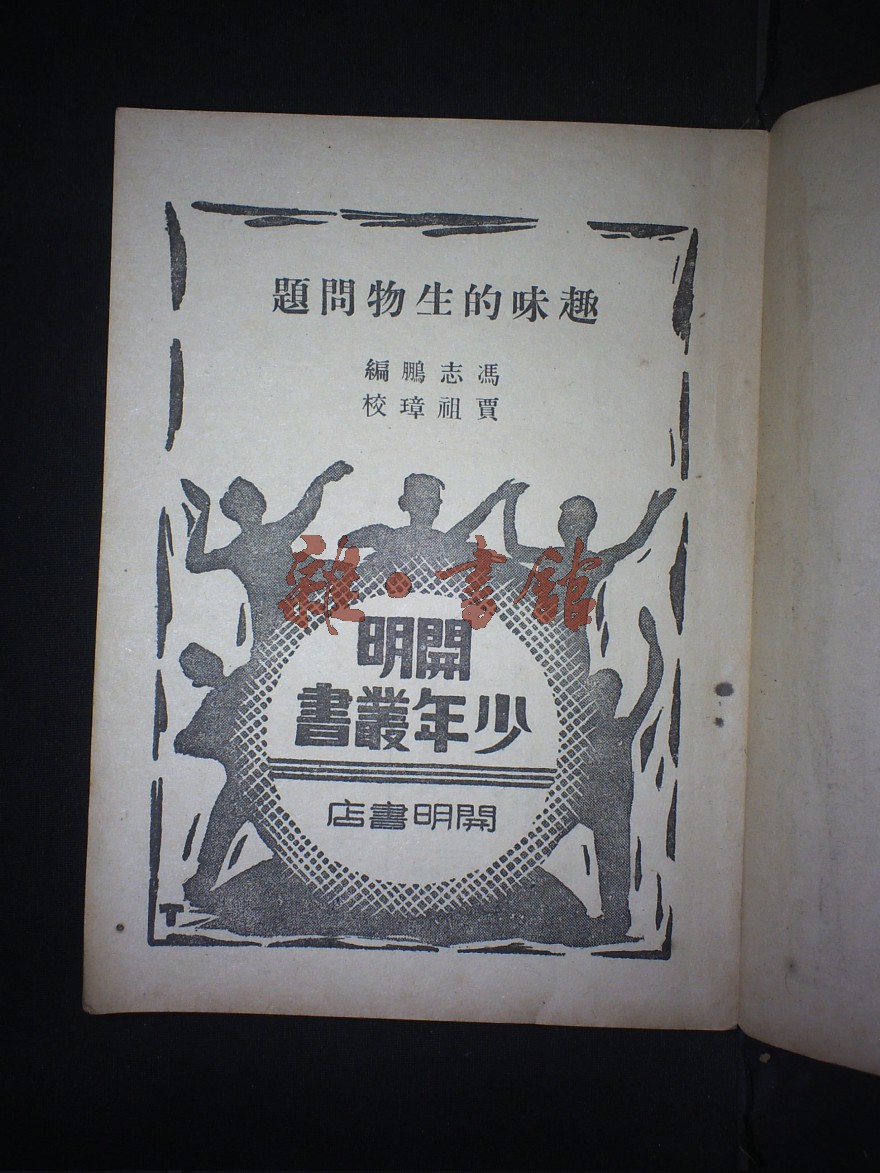 趣味的生物問題
馮志鵬編
賈祖璋校
雜·書館
開明
少年叢書
開明書店
T